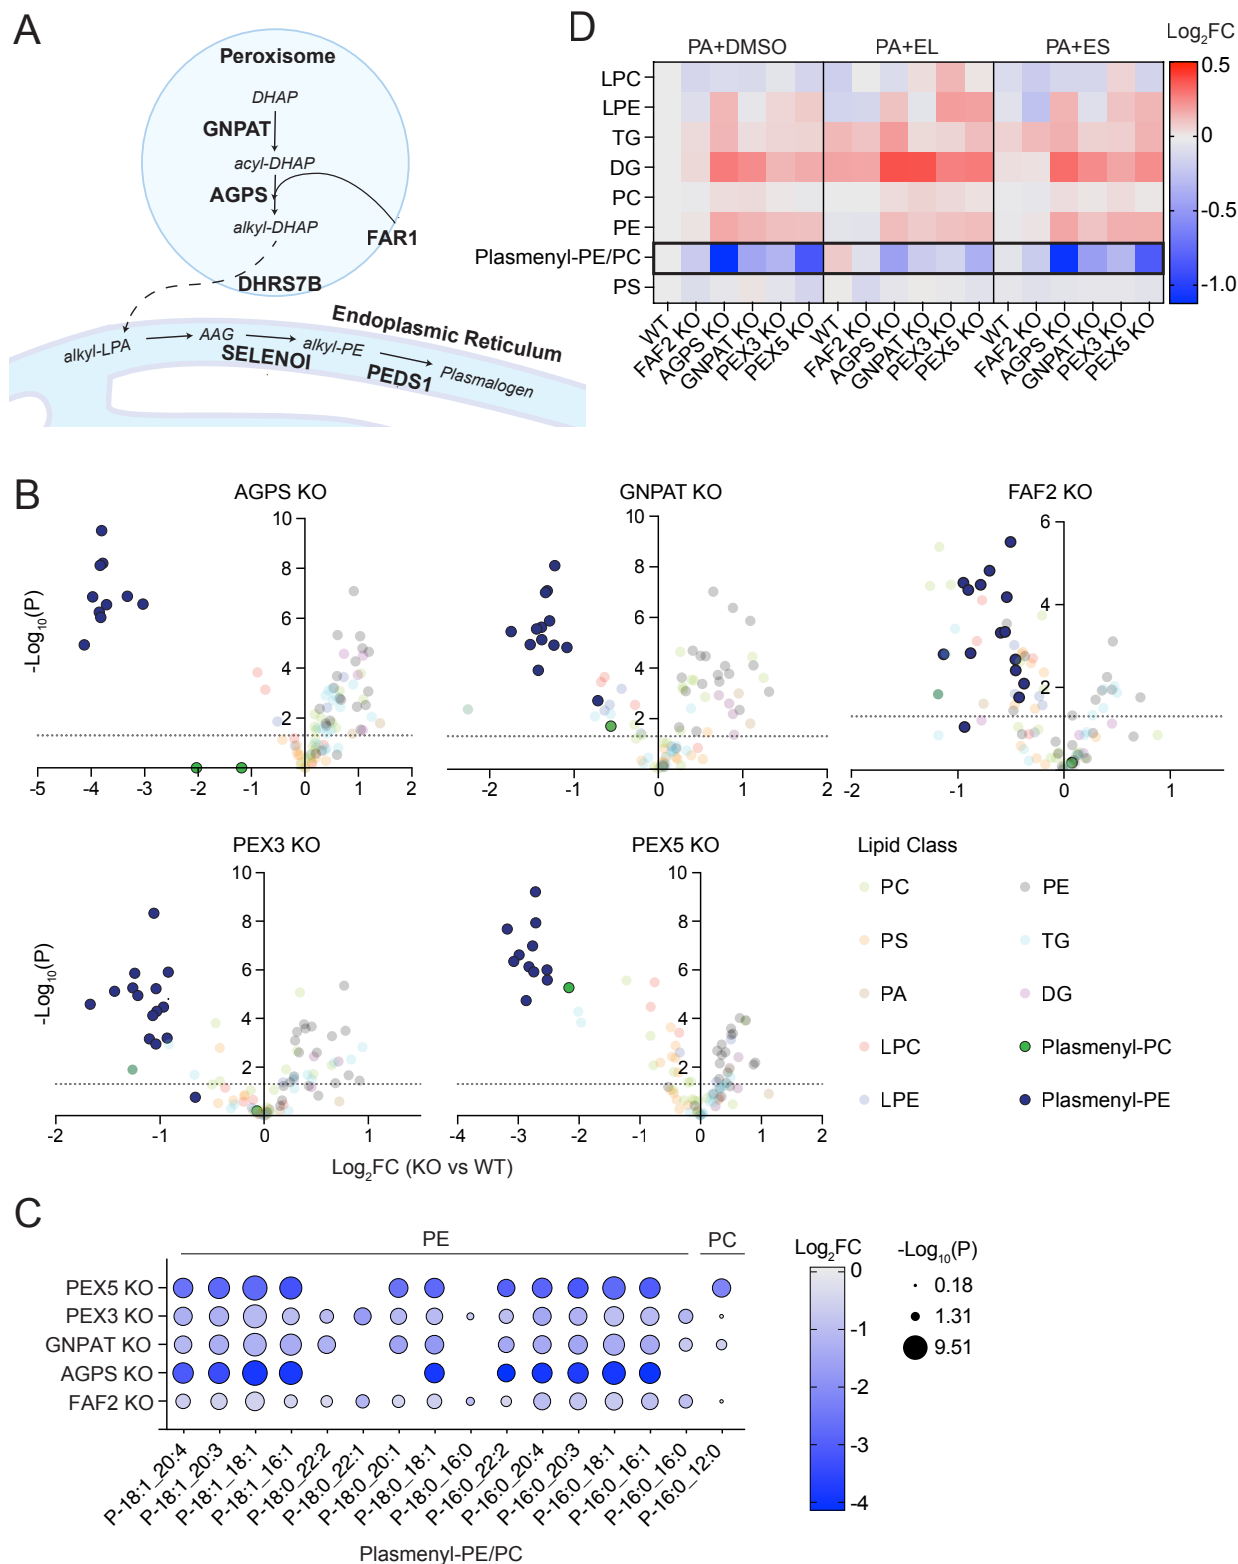 A
Peroxisome
DHAP
GNPAT
acyl-DHAP
AGPS
alkyl-DHAP
FAR1
DHRS7B
Endoplasmic Reticulum
alkyl-LPA
AAG
SELENOI
alkyl-PE
PEDS1
Plasmalogen
D
PA+DMSO
PA+EL
PA+ES
Log2FC
LPC
LPE
TG
DG
PC
PE
Plasmenyl-PE/PC
PS
0.5
0
-0.5
-1.0
WT
FAF2 KO
AGPS KO
GNPAT KO
PEX3 KO
PEX5 KO
WT
FAF2 KO
AGPS KO
GNPAT KO
PEX3 KO
PEX5 KO
WT
FAF2 KO
AGPS KO
GNPAT KO
PEX3 KO
PEX5 KO
B
AGPS KO
-Log10(P)
10
8
6
4
2
-5 -4 -3 -2 -1 0 1 2
GNPAT KO
10
8
6
4
2
-2 -1 0 1 2
FAF2 KO
6
4
2
-2 -1 0 1
PEX3 KO
-Log10(P)
10
8
6
4
2
-2 -1 0 1
PEX5 KO
10
8
6
4
2
-4 -3 -2 -1 0 1 2
Log2FC (KO vs WT)
Lipid Class
PC
PE
PS
TG
PA
DG
LPC
Plasmenyl-PC
LPE
Plasmenyl-PE
C
PE
PC
PEX5 KO
PEX3 KO
GNPAT KO
AGPS KO
FAF2 KO
P-18:1_20:4
P-18:1_20:3
P-18:1_18:1
P-18:1_16:1
P-18:0_22:2
P-18:0_22:1
P-18:0_20:1
P-18:0_18:1
P-18:0_16:0
P-16:0_22:2
P-16:0_20:4
P-16:0_20:3
P-16:0_18:1
P-16:0_16:1
P-16:0_16:0
P-16:0_12:0
Plasmenyl-PE/PC
Log2FC
0
-1
-2
-3
-4
-Log10(P)
0.18
1.31
9.51